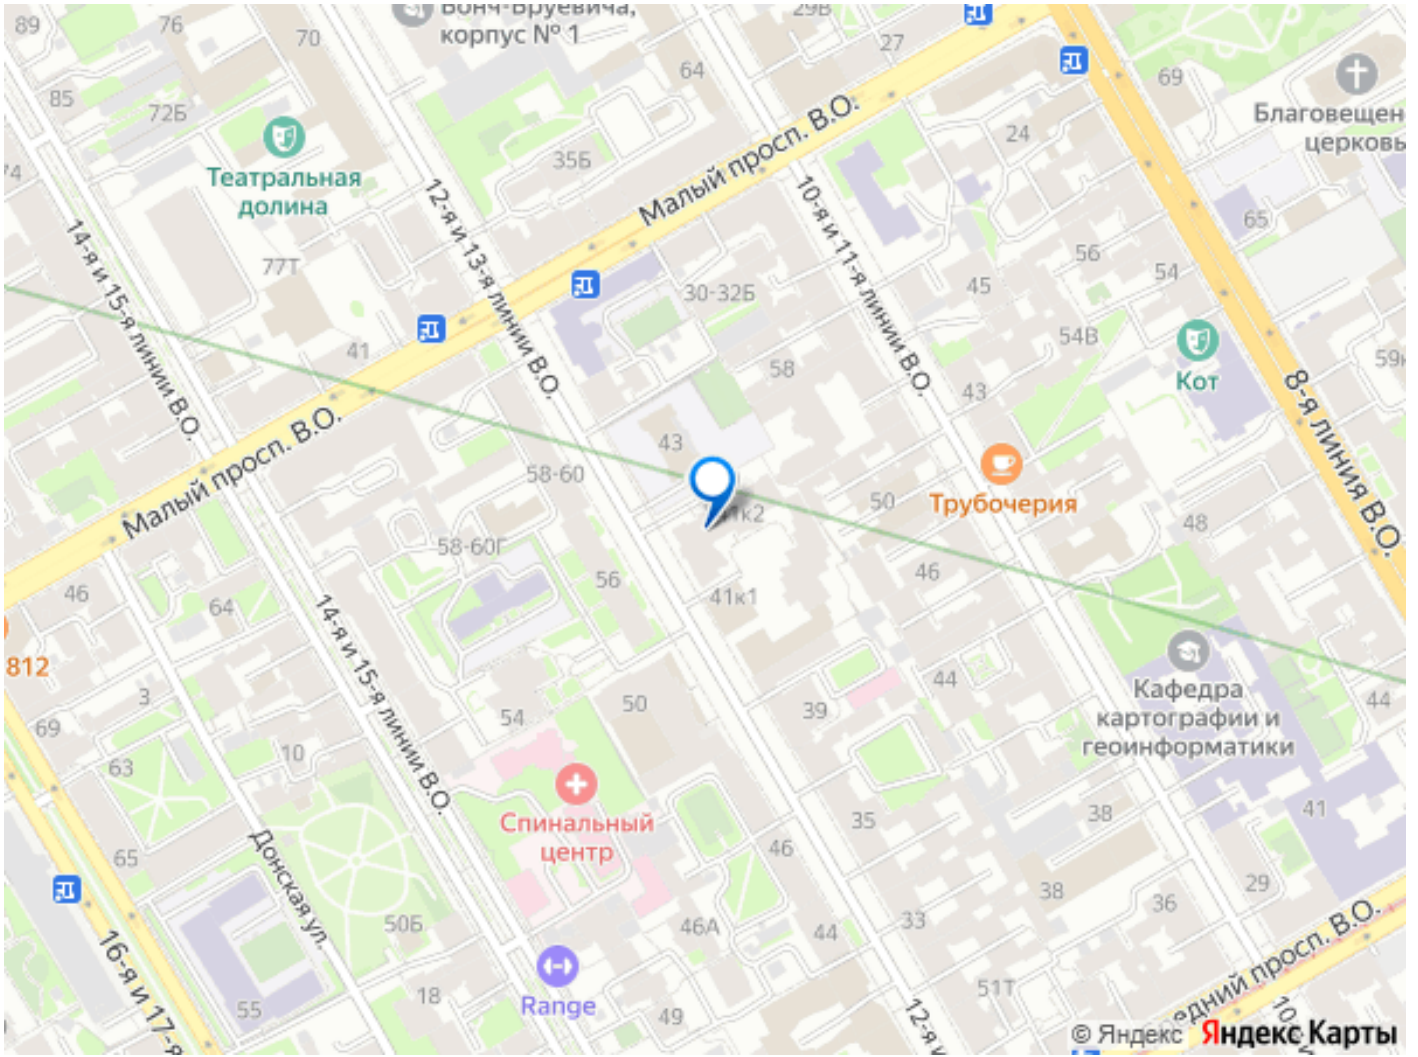 89
76
70
Бонч-Бруевича,
корпус № 1
29В
27
64
69
Благовещен
церковь
85
72Б
24
35Б
74
Театральная
долина
Малый просп. В.О.
12-я и 13-я линии В.О.
10-я и 11-я линии В.О.
14-я и 15-я линии В.О.
65
77Т
56
54
45
30-32Б
41
58
54В
Кот
59к
43
8-я линия В.О.
43
Малый просп. В.О.
58-60
Трубочерия
50
41к2
48
58-60Г
46
56
41к1
46
64
14-я и 15-я линии В.О.
812
3
69
54
50
39
44
Кафедра
картографии и
геоинформатики
44
10
63
Спинальный
центр
35
38
41
65
46
Донская ул.
38
29
36
50Б
46А
44
33
16-я и 17-я
55
18
Range
49
51Т
12-я и
едний просп. В.О.
10-
© Яндекс Яндекс Карты